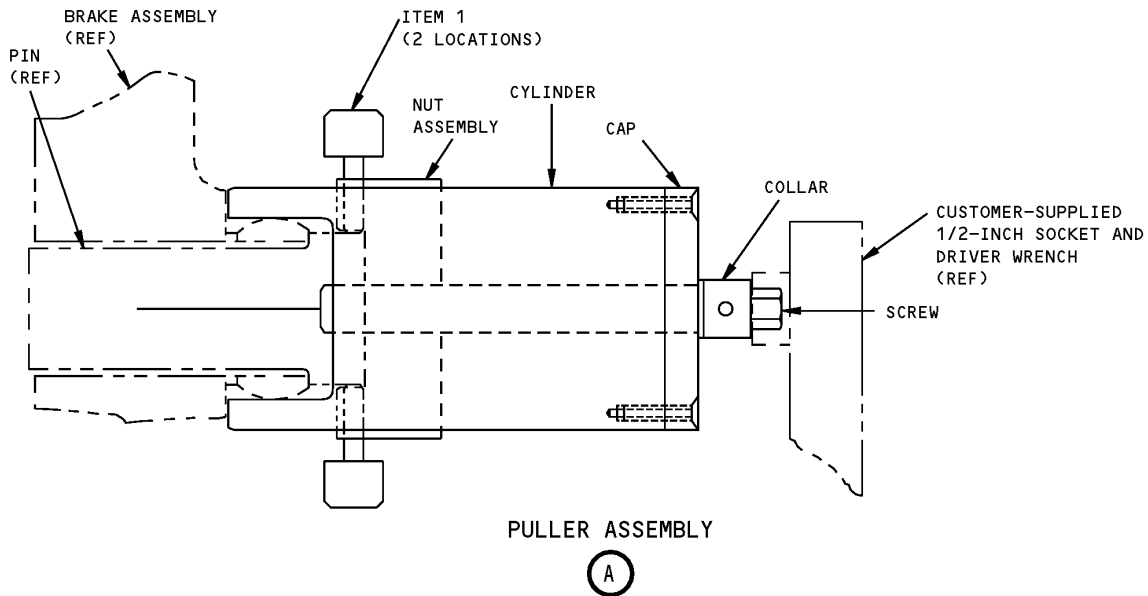 BRAKE ASSEMBLY
(REF)
PIN
(REF)
ITEM 1
(2 LOCATIONS)
NUT
ASSEMBLY
CYLINDER
CAP
COLLAR
CUSTOMER-SUPPLIED
1/2-INCH SOCKET AND
DRIVER WRENCH
(REF)
SCREW
PULLER ASSEMBLY
A